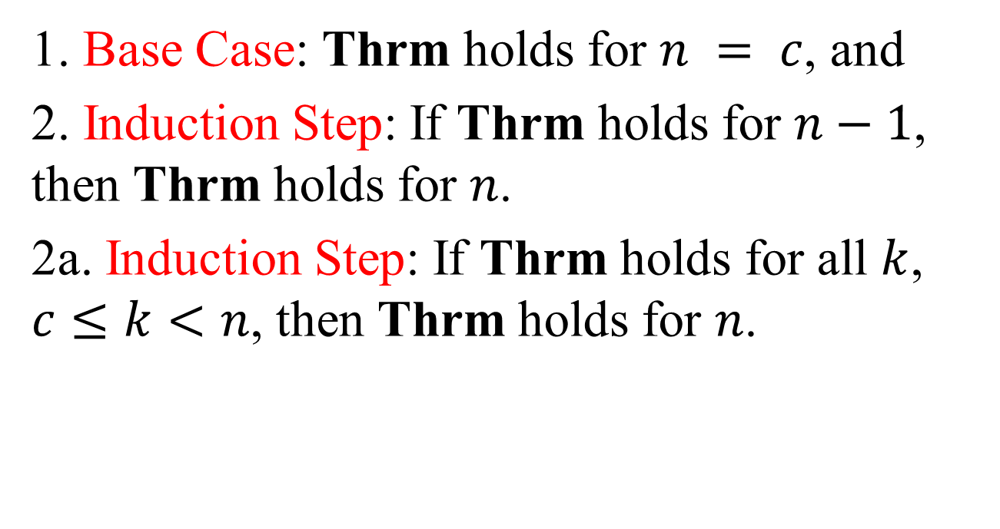 1. Base Case: Thrm holds for n = c, and
2. Induction Step: If Thrm holds for n − 1,
then Thrm holds for n.
2a. Induction Step: If Thrm holds for all k,
c ≤ k < n, then Thrm holds for n.